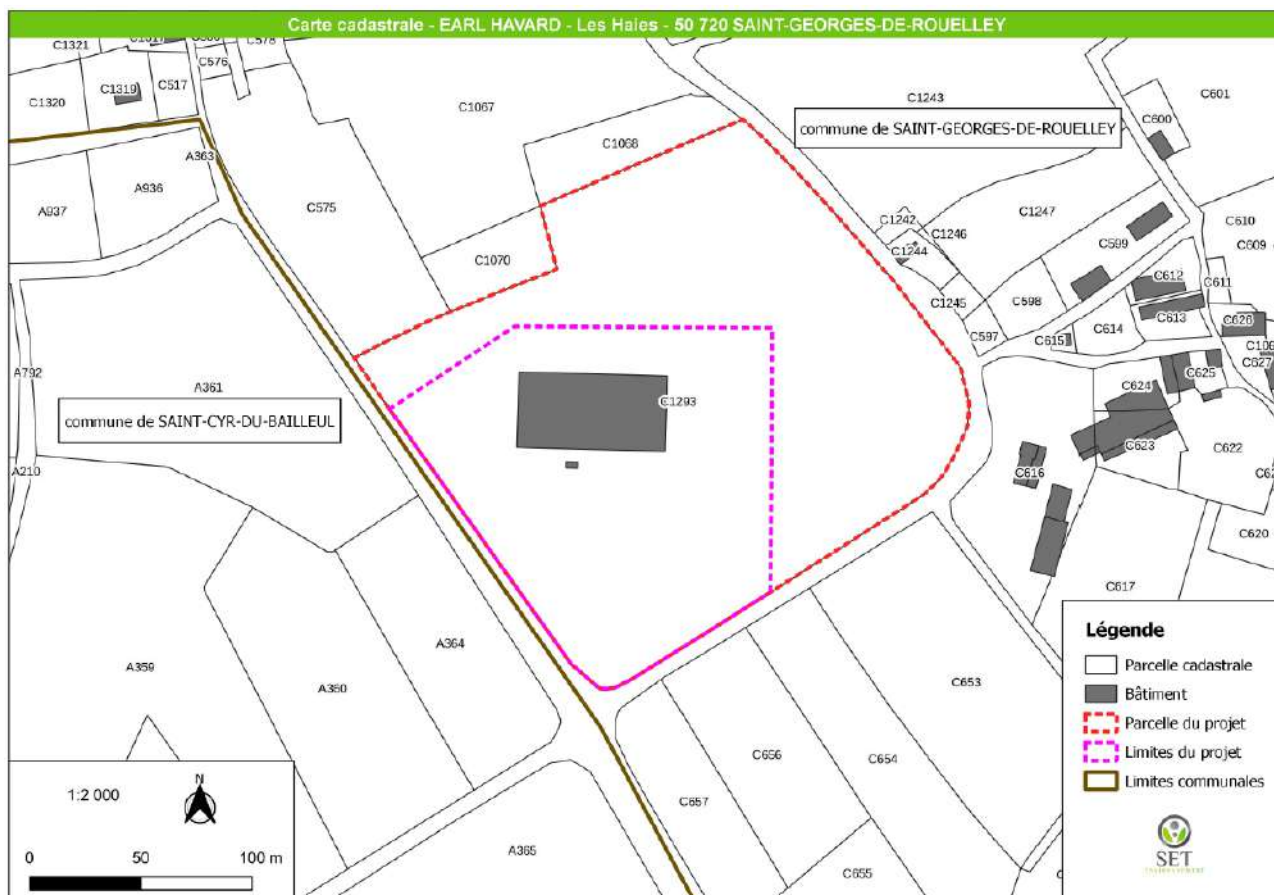 Carte cadastrale - EARL HAVARD - Les Haies - 50 720 SAINT-GEORGES-DE-ROUELLEY
C1321
C578
C576
C1319
C517
C1320
C1067
C1243
C601
C600
commune de SAINT-GEORGES-DE-ROUELLEY
C1068
A363
A936
A937
C575
C1242
C1246
C1247
C610
C599
C609
C1244
C1070
C612
C611
C1245
C598
C613
C626
C597
C615
C614
C627
A792
A361
C1293
C624
C625
commune de SAINT-CYR-DU-BAILLEUL
C623
C622
A210
C616
C620
C617
A364
A359
A360
C653
C656
C654
C657
A365
C655
Légende
Parcelle cadastrale
Bâtiment
Parcelle du projet
Limites du projet
Limites communales
1:2 000
N
0 50 100 m
SET
ENVIRONNEMENT